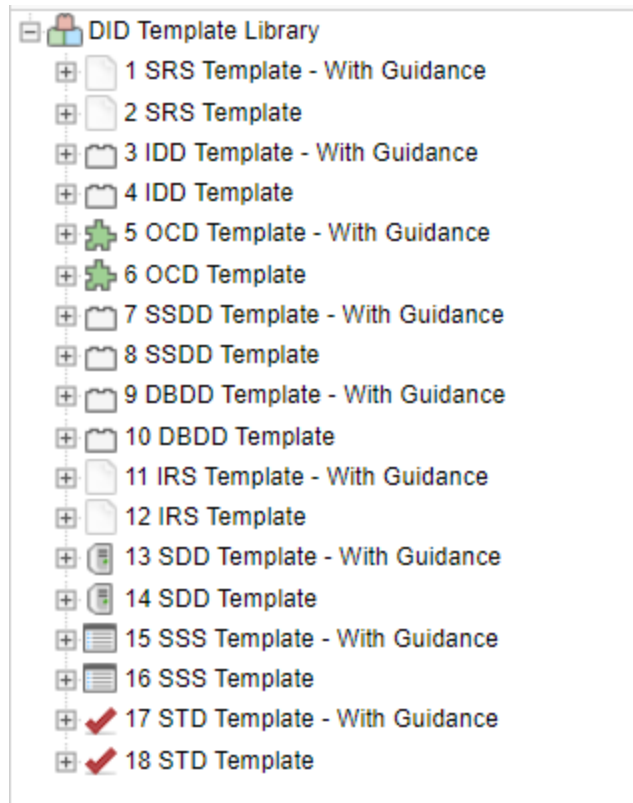 DID Template Library
1 SRS Template - With Guidance
2 SRS Template
3 IDD Template - With Guidance
4 IDD Template
5 OCD Template - With Guidance
6 OCD Template
7 SSDD Template - With Guidance
8 SSDD Template
9 DBDD Template - With Guidance
10 DBDD Template
11 IRS Template - With Guidance
12 IRS Template
13 SDD Template - With Guidance
14 SDD Template
15 SSS Template - With Guidance
16 SSS Template
17 STD Template - With Guidance
18 STD Template